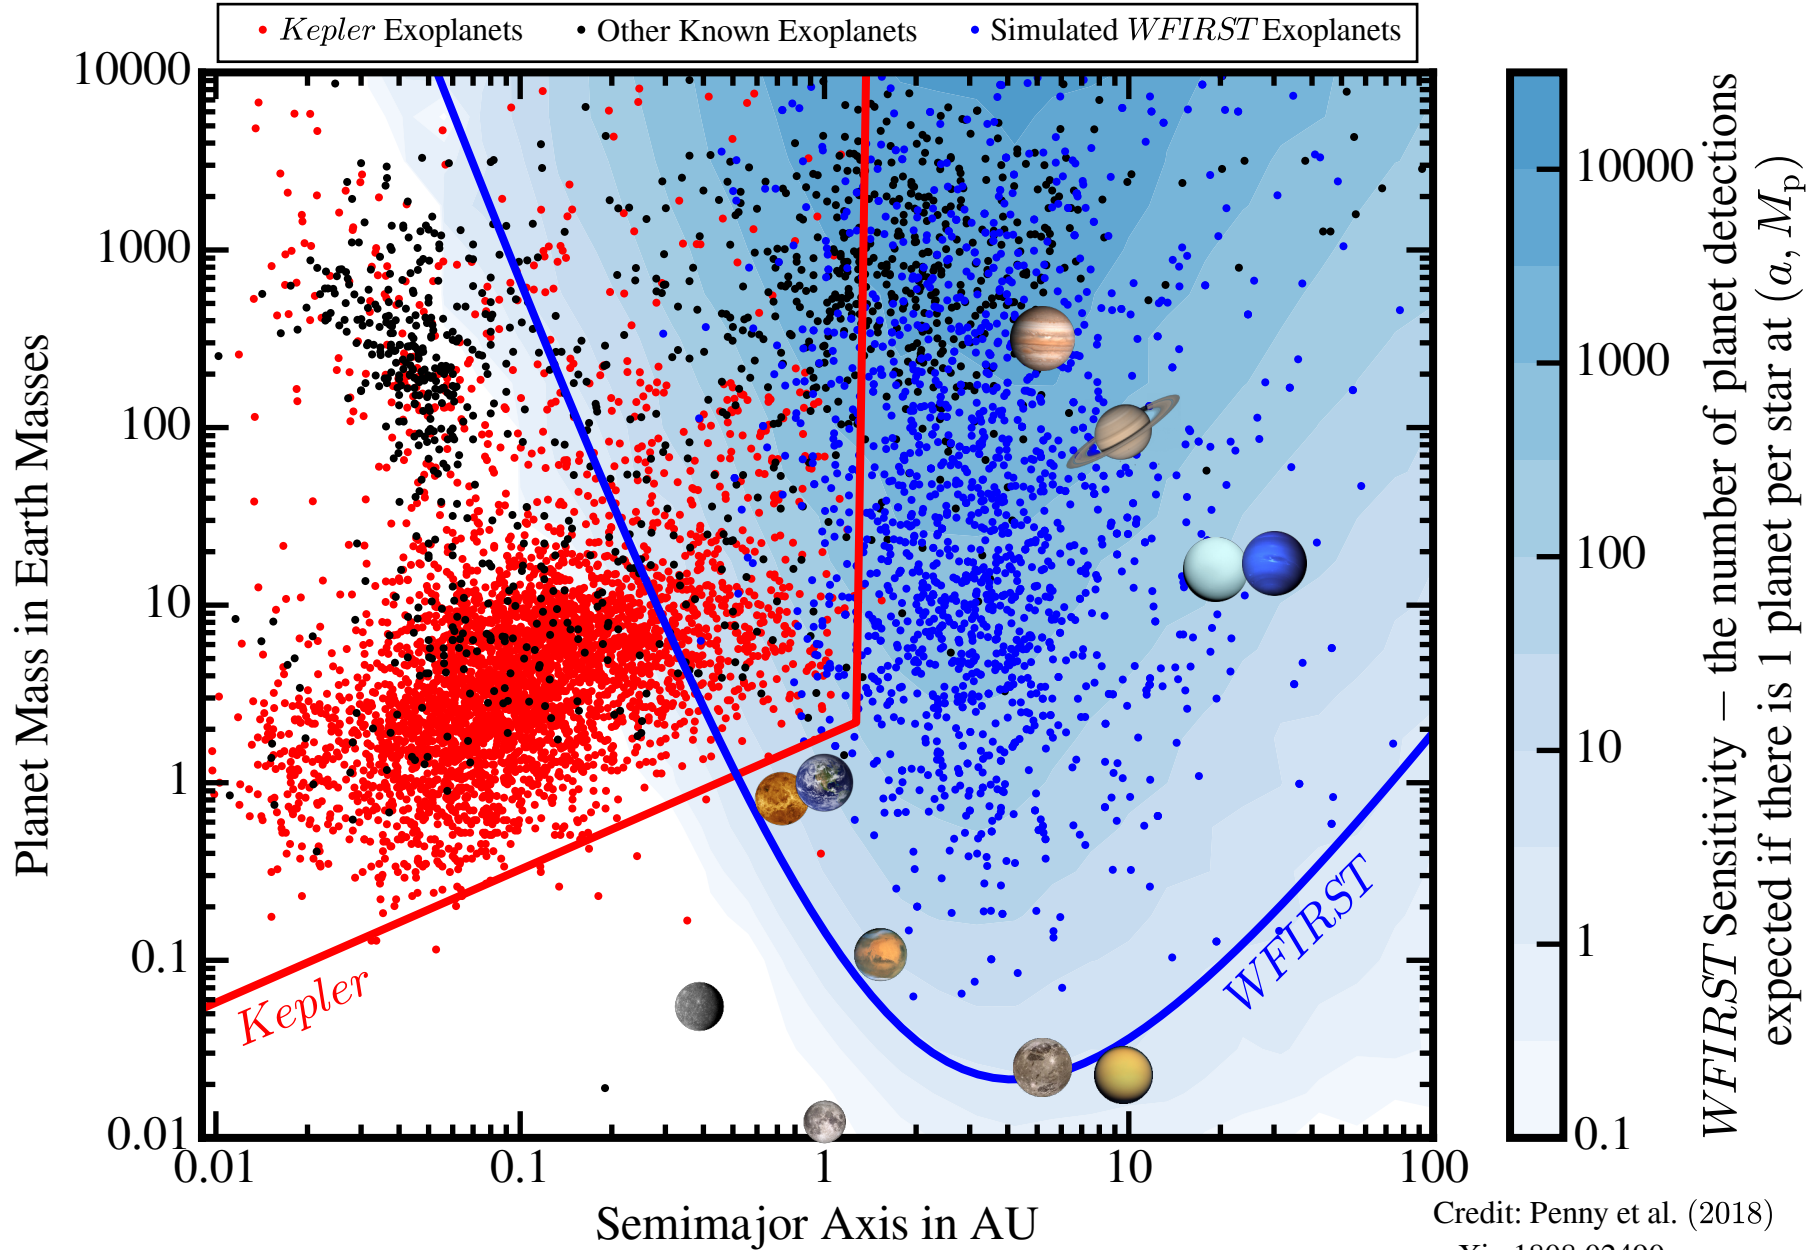 Kepler Exoplanets
Other Known Exoplanets
Simulated WFIRST Exoplanets
10000
1000
100
10
1
0.1
0.01
Planet Mass in Earth Masses
0.01
0.1
1
10
100
Semimajor Axis in AU
Kepler
WFIRST
10000
1000
100
10
1
0.1
WFIRST Sensitivity – the number of planet detections
expected if there is 1 planet per star at (a, Mp)
Credit: Penny et al. (2018)